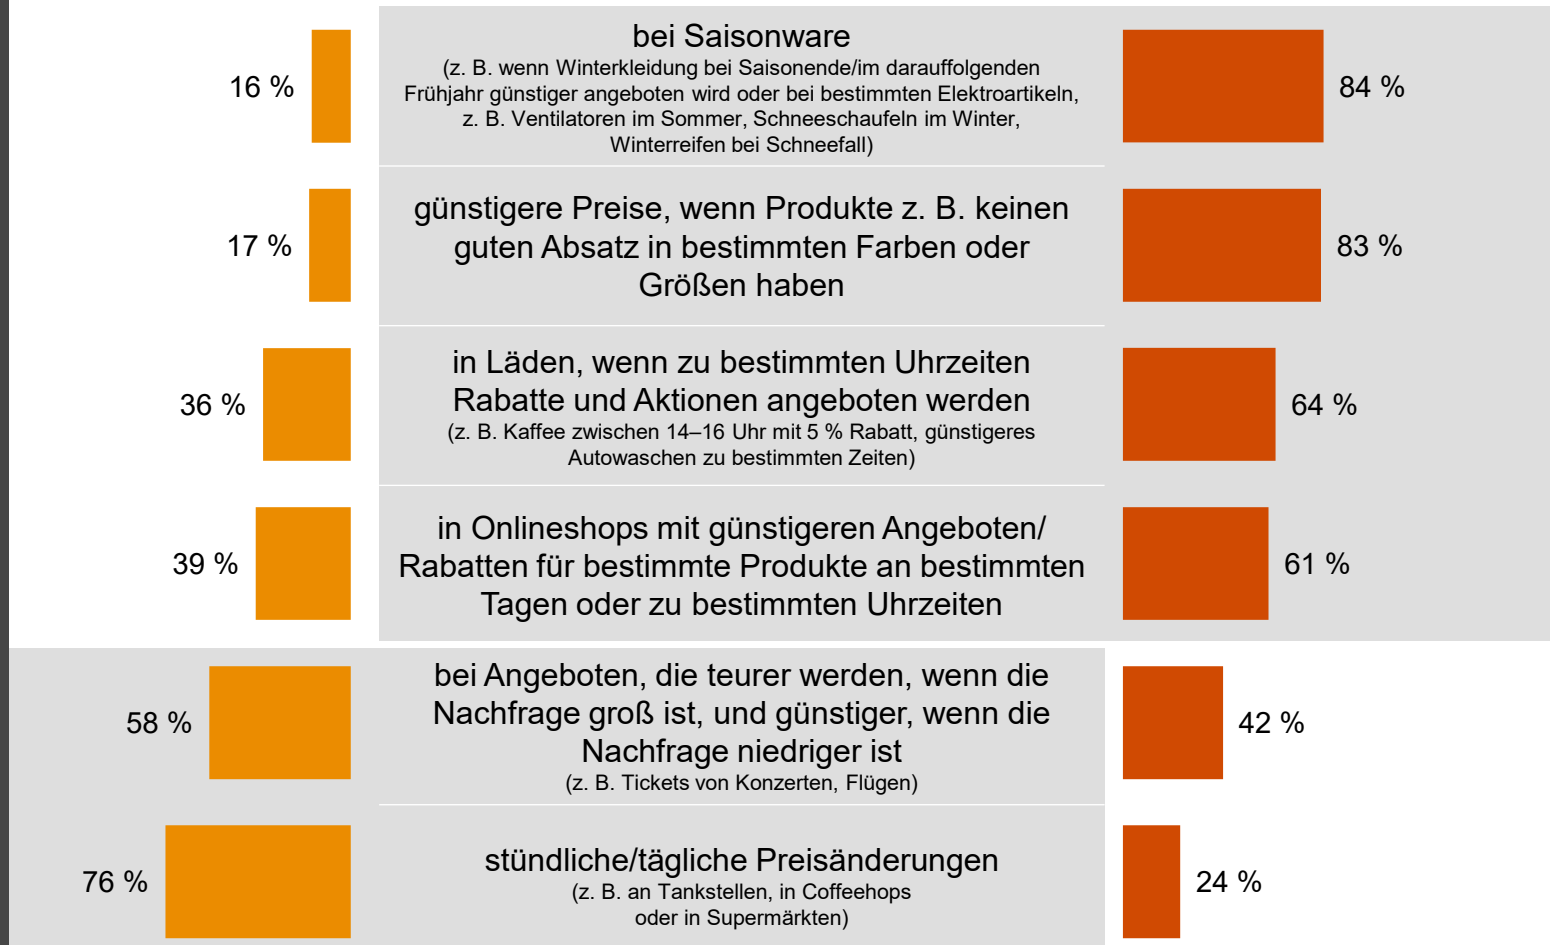 16 %
bei Saisonware
(z. B. wenn Winterkleidung bei Saisonende/im darauffolgenden
Frühjahr günstiger angeboten wird oder bei bestimmten Elektroartikeln,
z. B. Ventilatoren im Sommer, Schneeschaufeln im Winter,
Winterreifen bei Schneefall)
84 %
17 %
günstigere Preise, wenn Produkte z. B. keinen
guten Absatz in bestimmten Farben oder
Größen haben
83 %
36 %
in Läden, wenn zu bestimmten Uhrzeiten
Rabatte und Aktionen angeboten werden
(z. B. Kaffee zwischen 14–16 Uhr mit 5 % Rabatt, günstigeres
Autowaschen zu bestimmten Zeiten)
64 %
39 %
in Onlineshops mit günstigeren Angeboten/
Rabatten für bestimmte Produkte an bestimmten
Tagen oder zu bestimmten Uhrzeiten
61 %
58 %
bei Angeboten, die teurer werden, wenn die
Nachfrage groß ist, und günstiger, wenn die
Nachfrage niedriger ist
(z. B. Tickets von Konzerten, Flügen)
42 %
76 %
stündliche/tägliche Preisänderungen
(z. B. an Tankstellen, in Coffeehops
oder in Supermärkten)
24 %